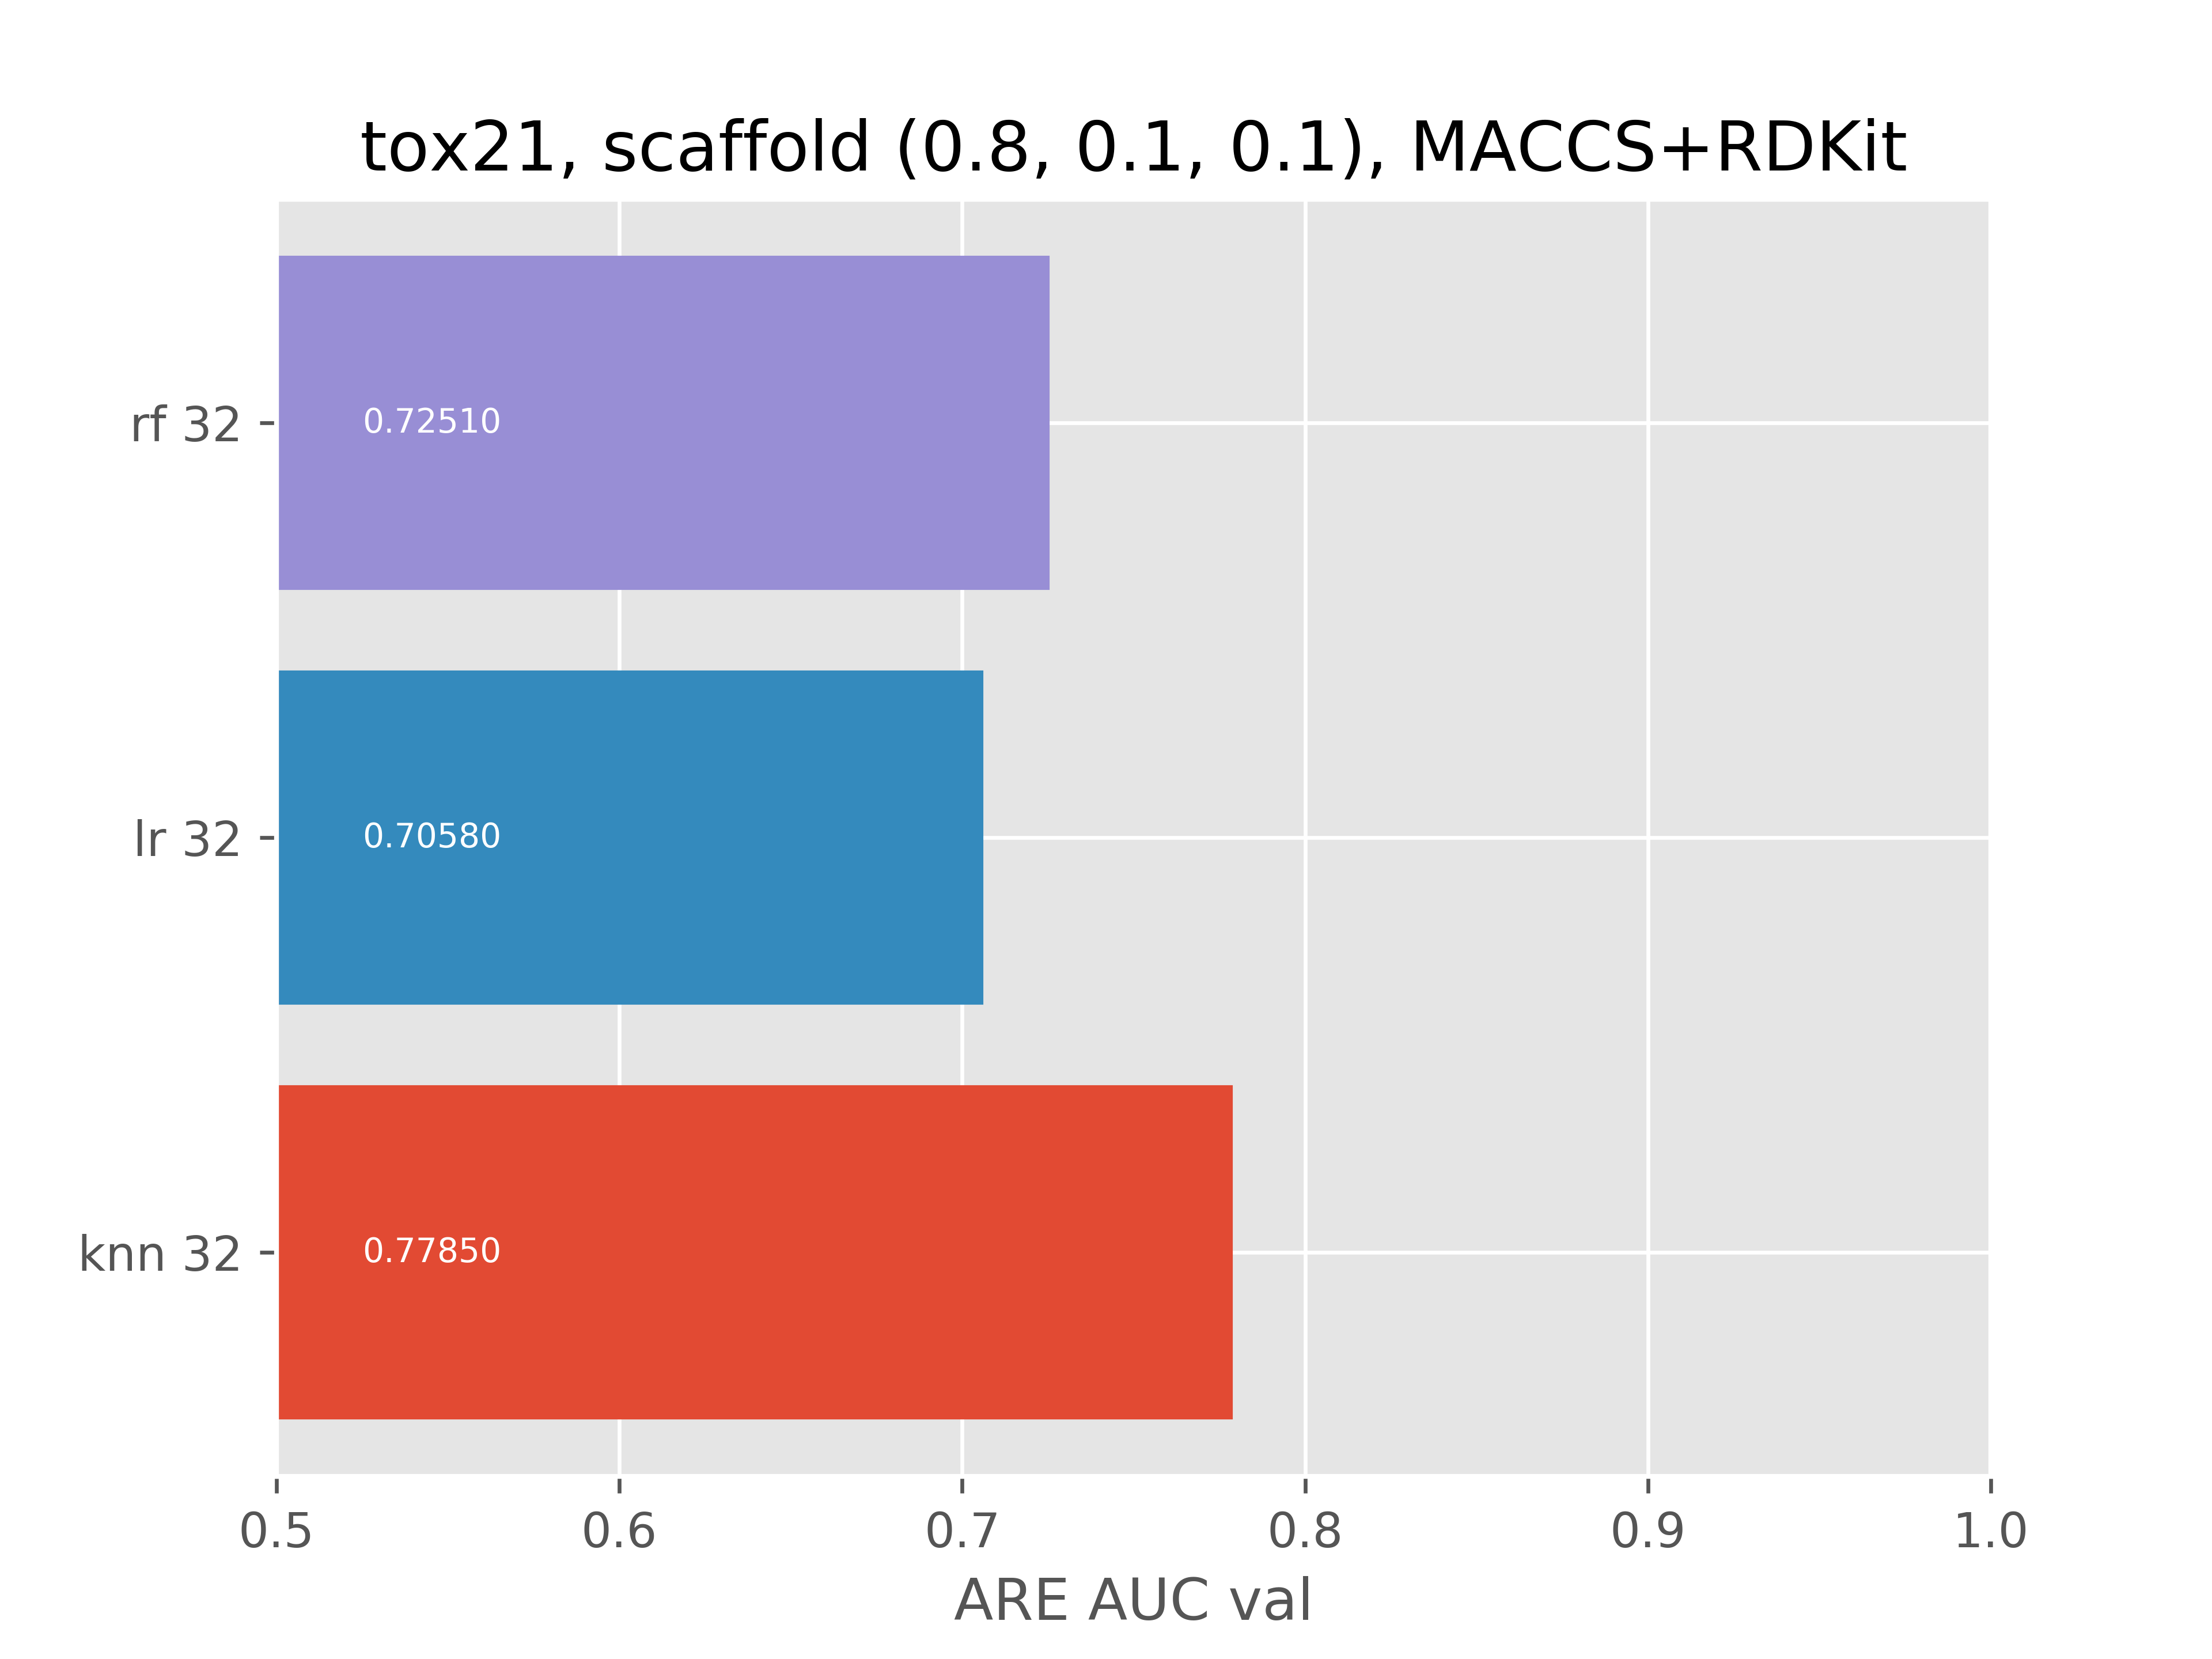 tox21, scaffold (0.8, 0.1, 0.1), MACCS+RDKit
rf 32
0.72510
lr 32
0.70580
knn 32
0.77850
0.5 0.6 0.7 0.8 0.9 1.0
ARE AUC val